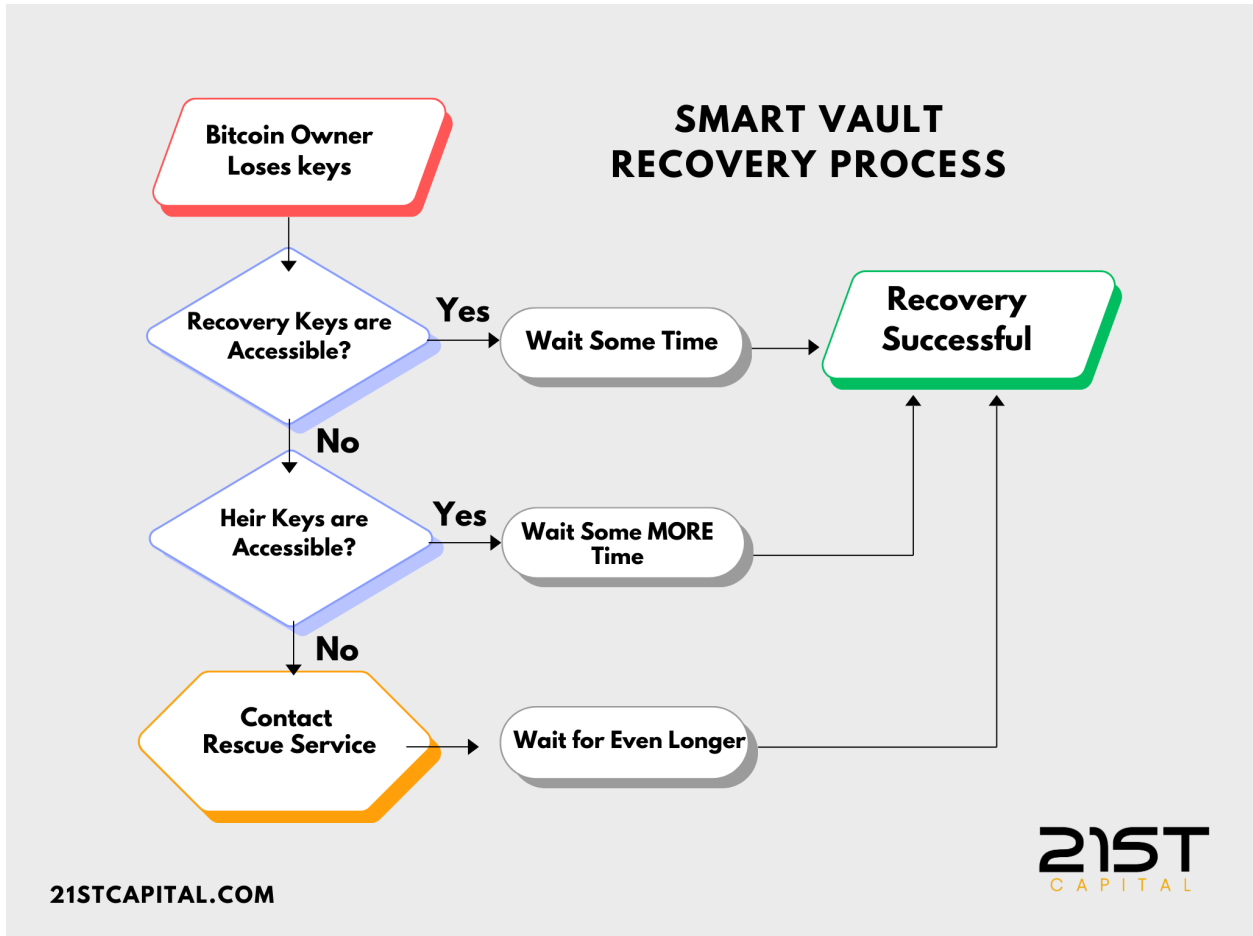 SMART VAULT
RECOVERY PROCESS
Bitcoin Owner
Loses keys
Recovery Keys are
Accessible?
Yes
Wait Some Time
Recovery
Successful
No
Heir Keys are
Accessible?
Yes
Wait Some MORE
Time
No
Contact
Rescue Service
Wait for Even Longer
21STCAPITAL.COM
21ST
CAPITAL